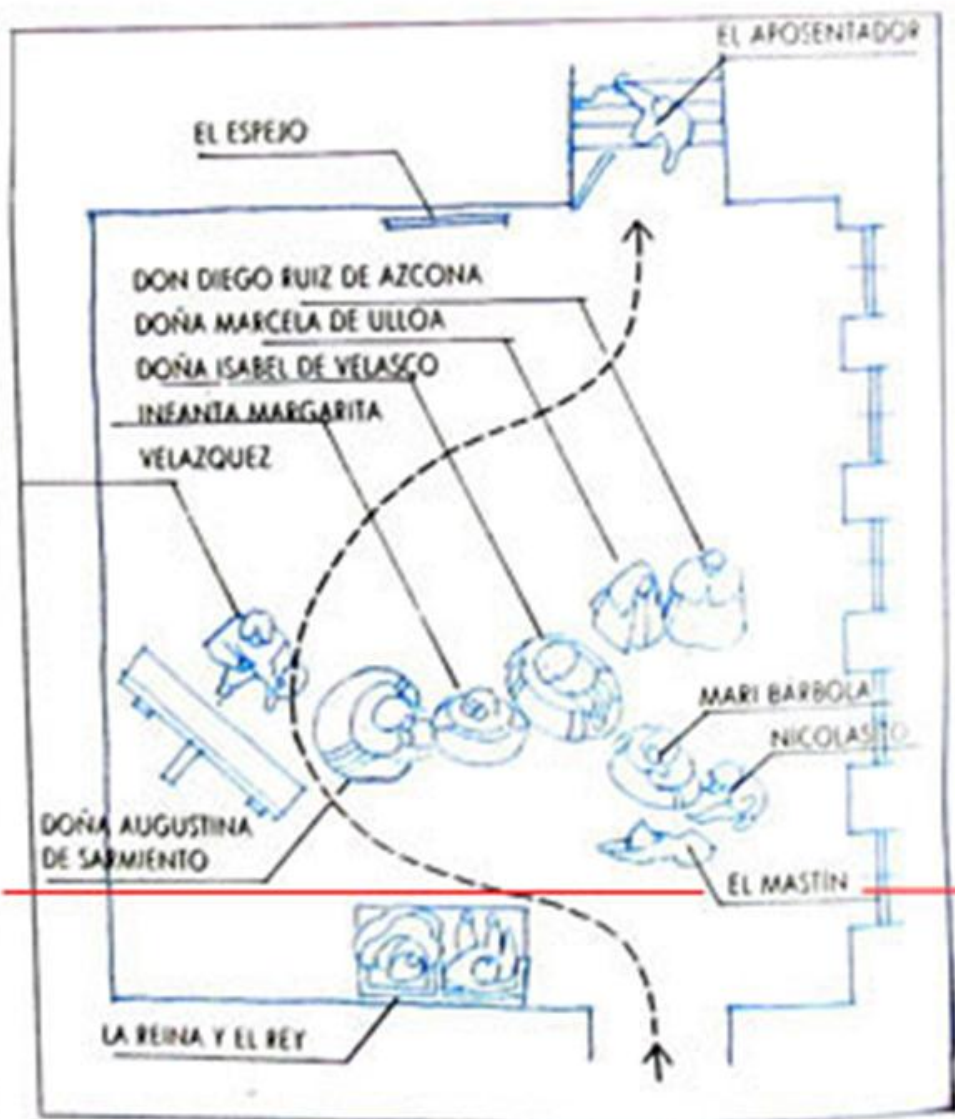 EL APOSENTADOR
EL ESPEJO
DON DIEGO RUIZ DE AZCONA
DOÑA MARCELA DE ULLOA
DOÑA ISABEL DE VELASCO
INFANTA MARGARITA
VELAZQUEZ
MARI BÁRBOLA
NICOLASITO
DOÑA AUGUSTINA
DE SARMIENTO
EL MASTÍN
LA REINA Y EL REY